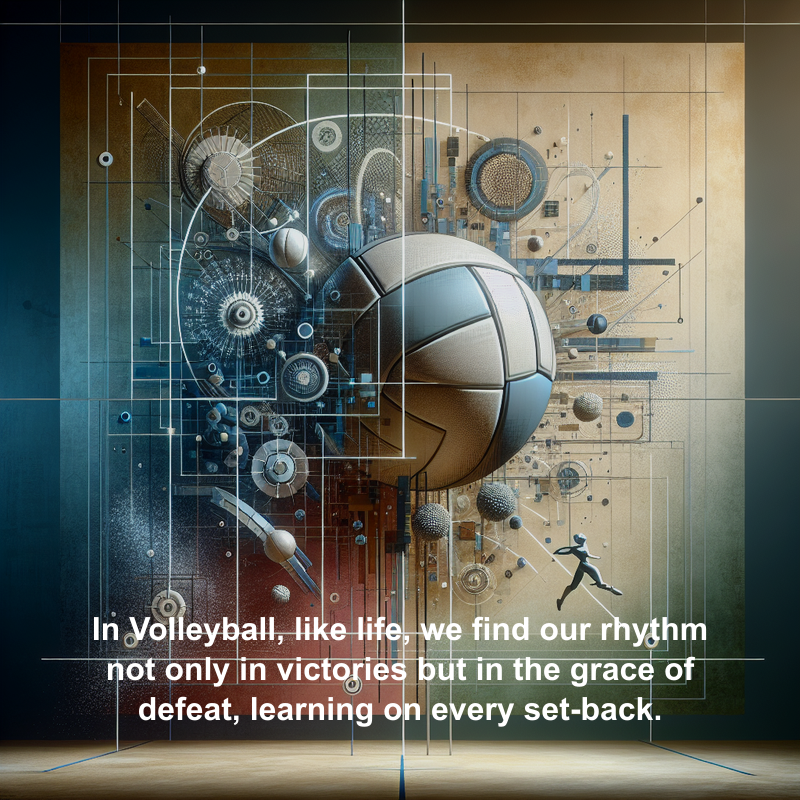 In Volleyball, like life, we find our rhythm
not only in victories but in the grace of
defeat, learning on every set-back.